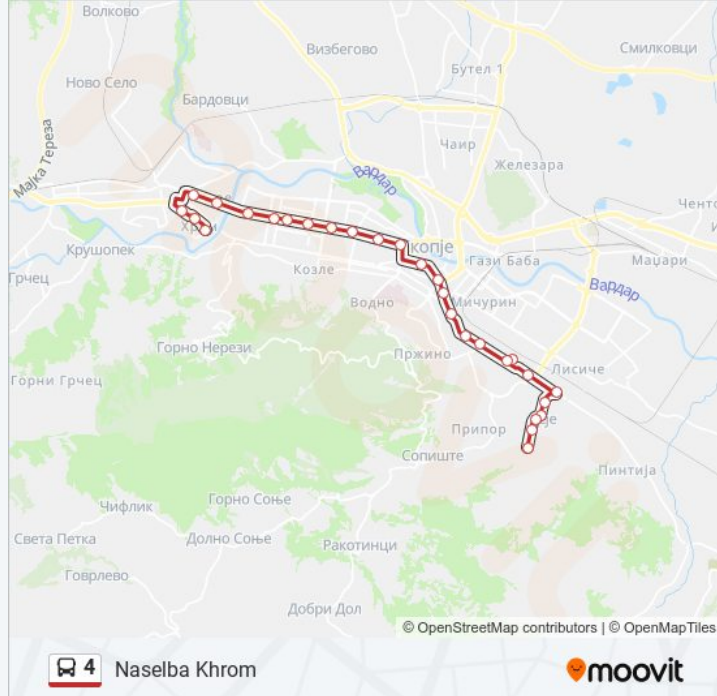 Волково
Визбегово
Смилковци
Бутел 1
Ново Село
Бардовци
Мајка Тереза
Чаир
Железара
Вардар
Ченто
Крушопек
Козле
копје
Гази Баба
Маџари
Грчец
Вардар
Водно
Мичурин
Горно Нерези
Пржино
Лисиче
Горни Грчец
Припор
је
Сопиште
Пинтија
Горно Соње
Чифлик
Света Петка
Долно Соње
Ракотинци
Говрлево
Добри Дол
© OpenStreetMap contributors | © OpenMapTiles
4 Naselba Khrom
moovit